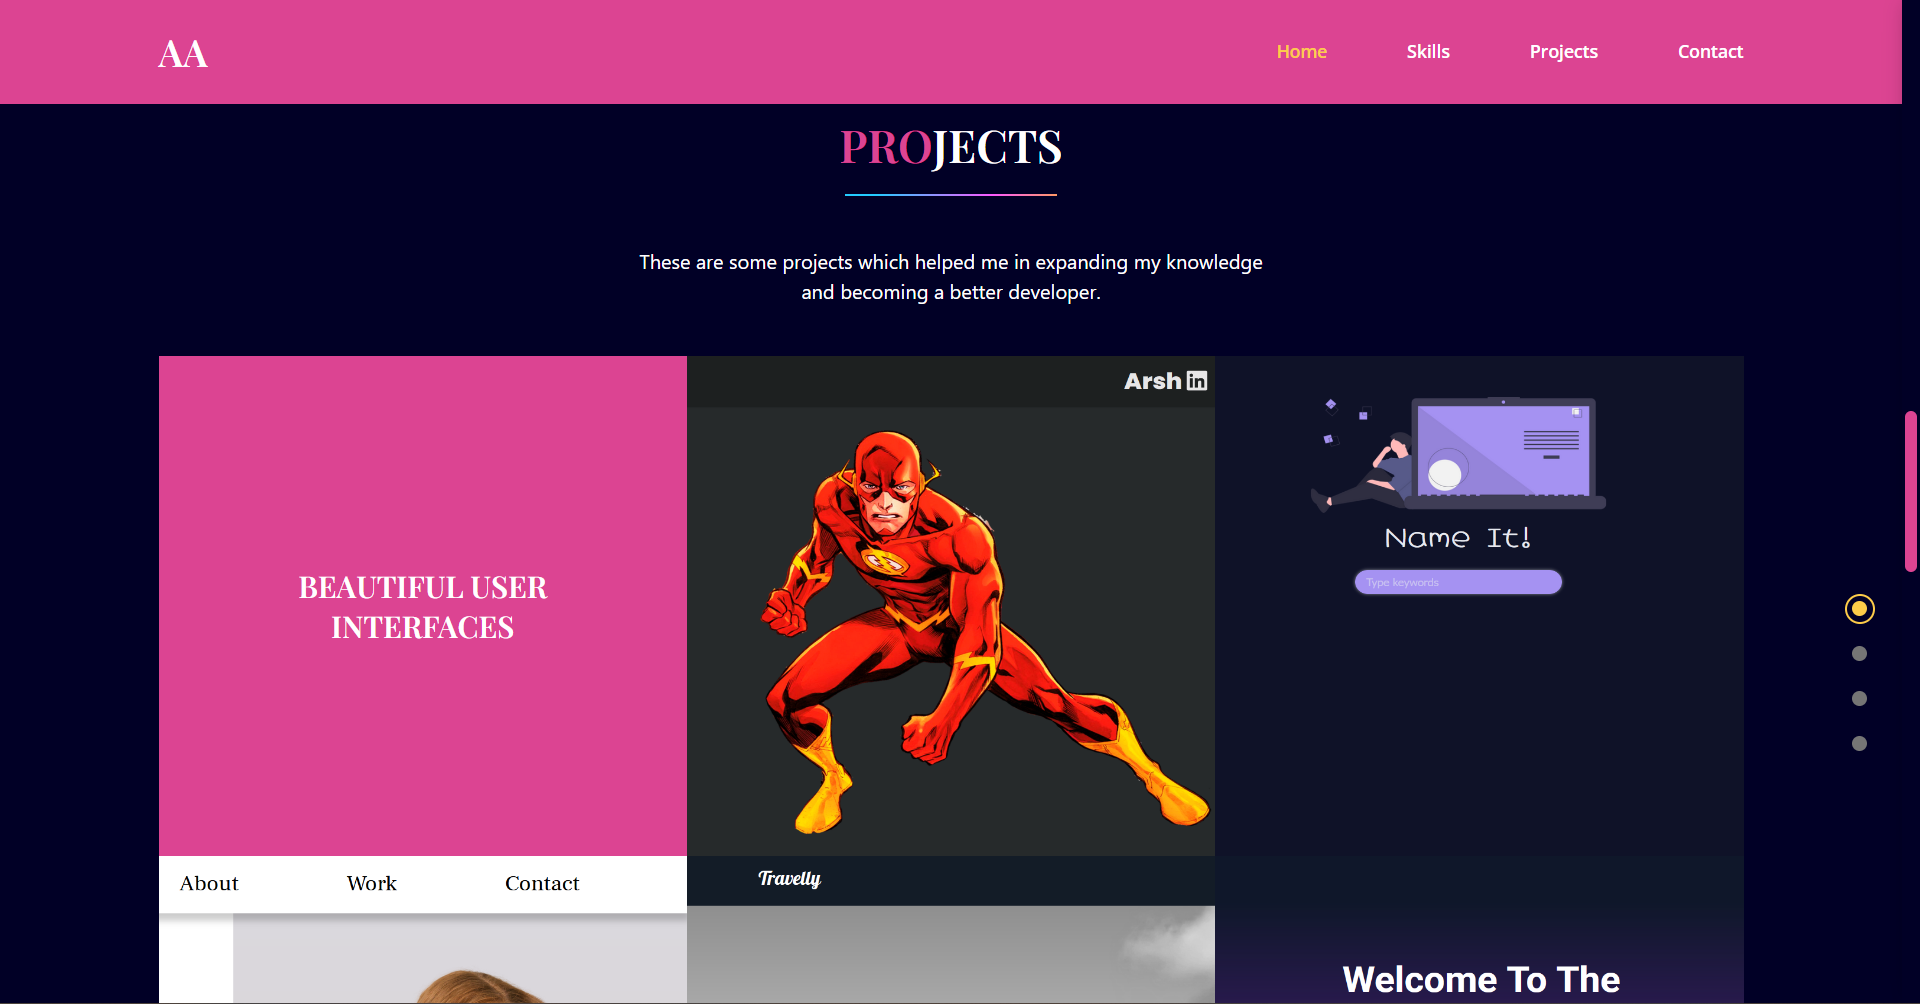 AA
Home Skills Projects Contact
PROJECTS
These are some projects which helped me in expanding my knowledge
and becoming a better developer.
BEAUTIFUL USER
INTERFACES
Arsh in
Name It!
Type keywords
About Work Contact
Travelly
Welcome To The